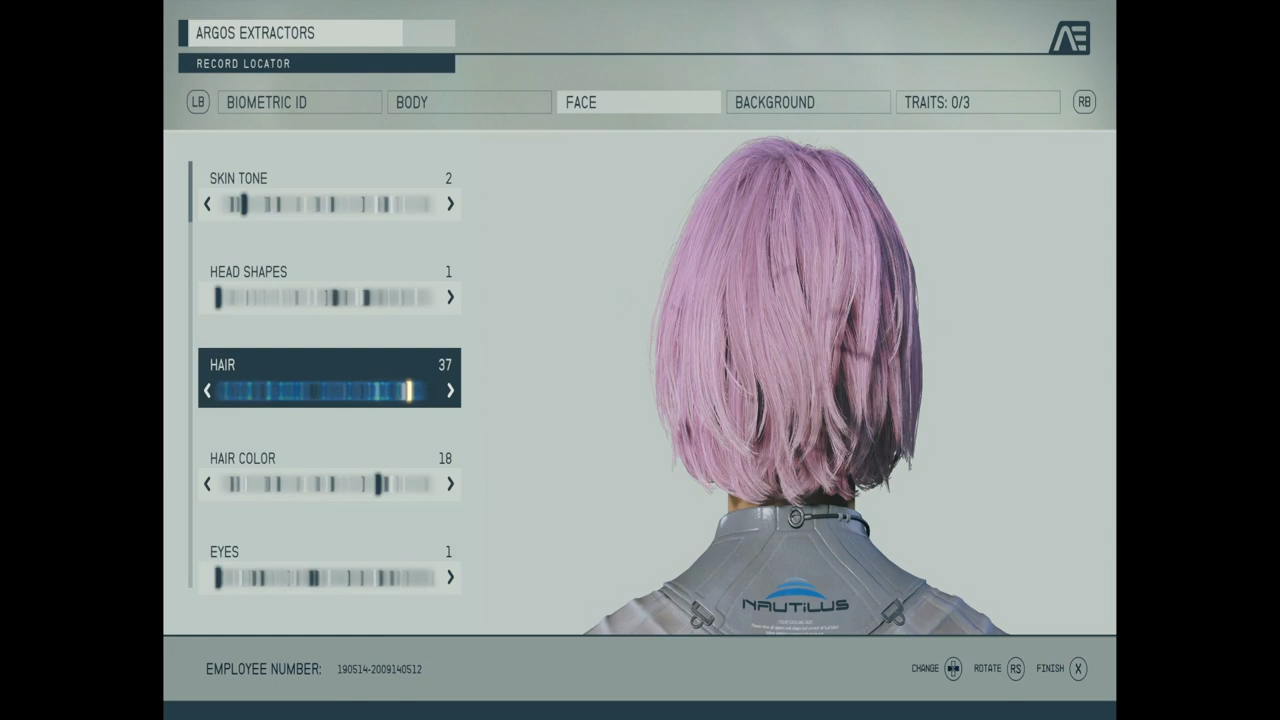 ARGOS EXTRACTORS
RECORD LOCATOR
LB BIOMETRIC ID BODY FACE BACKGROUND TRAITS: 0/3 RB
SKIN TONE 2
HEAD SHAPES 1
HAIR 37
HAIR COLOR 18
EYES 1
NAUTILUS
EMPLOYEE NUMBER: 190514-2009140512
CHANGE ROTATE RS FINISH X